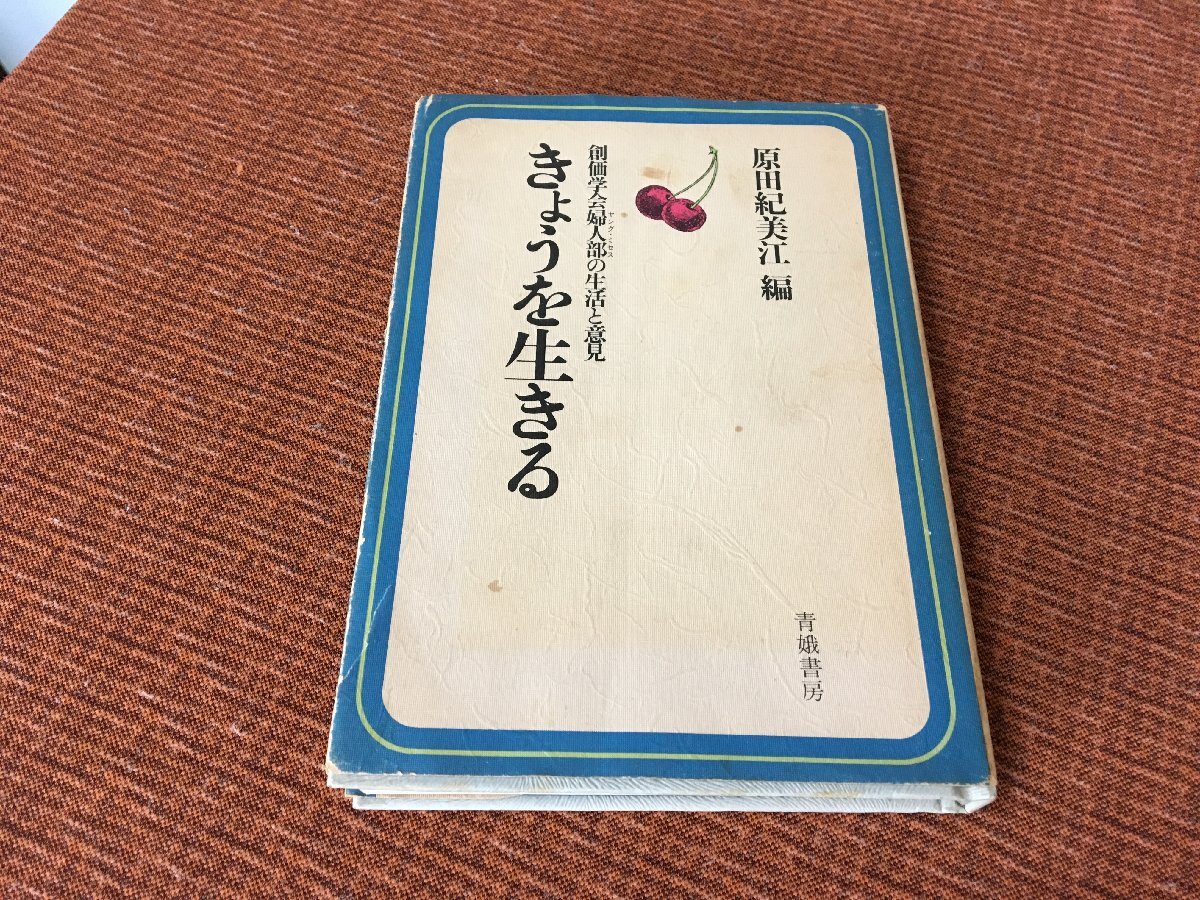 原田紀美江 編
創価学会婦人部の生活と意見
ヤング・ミセス
きょうを生きる
青娥書房